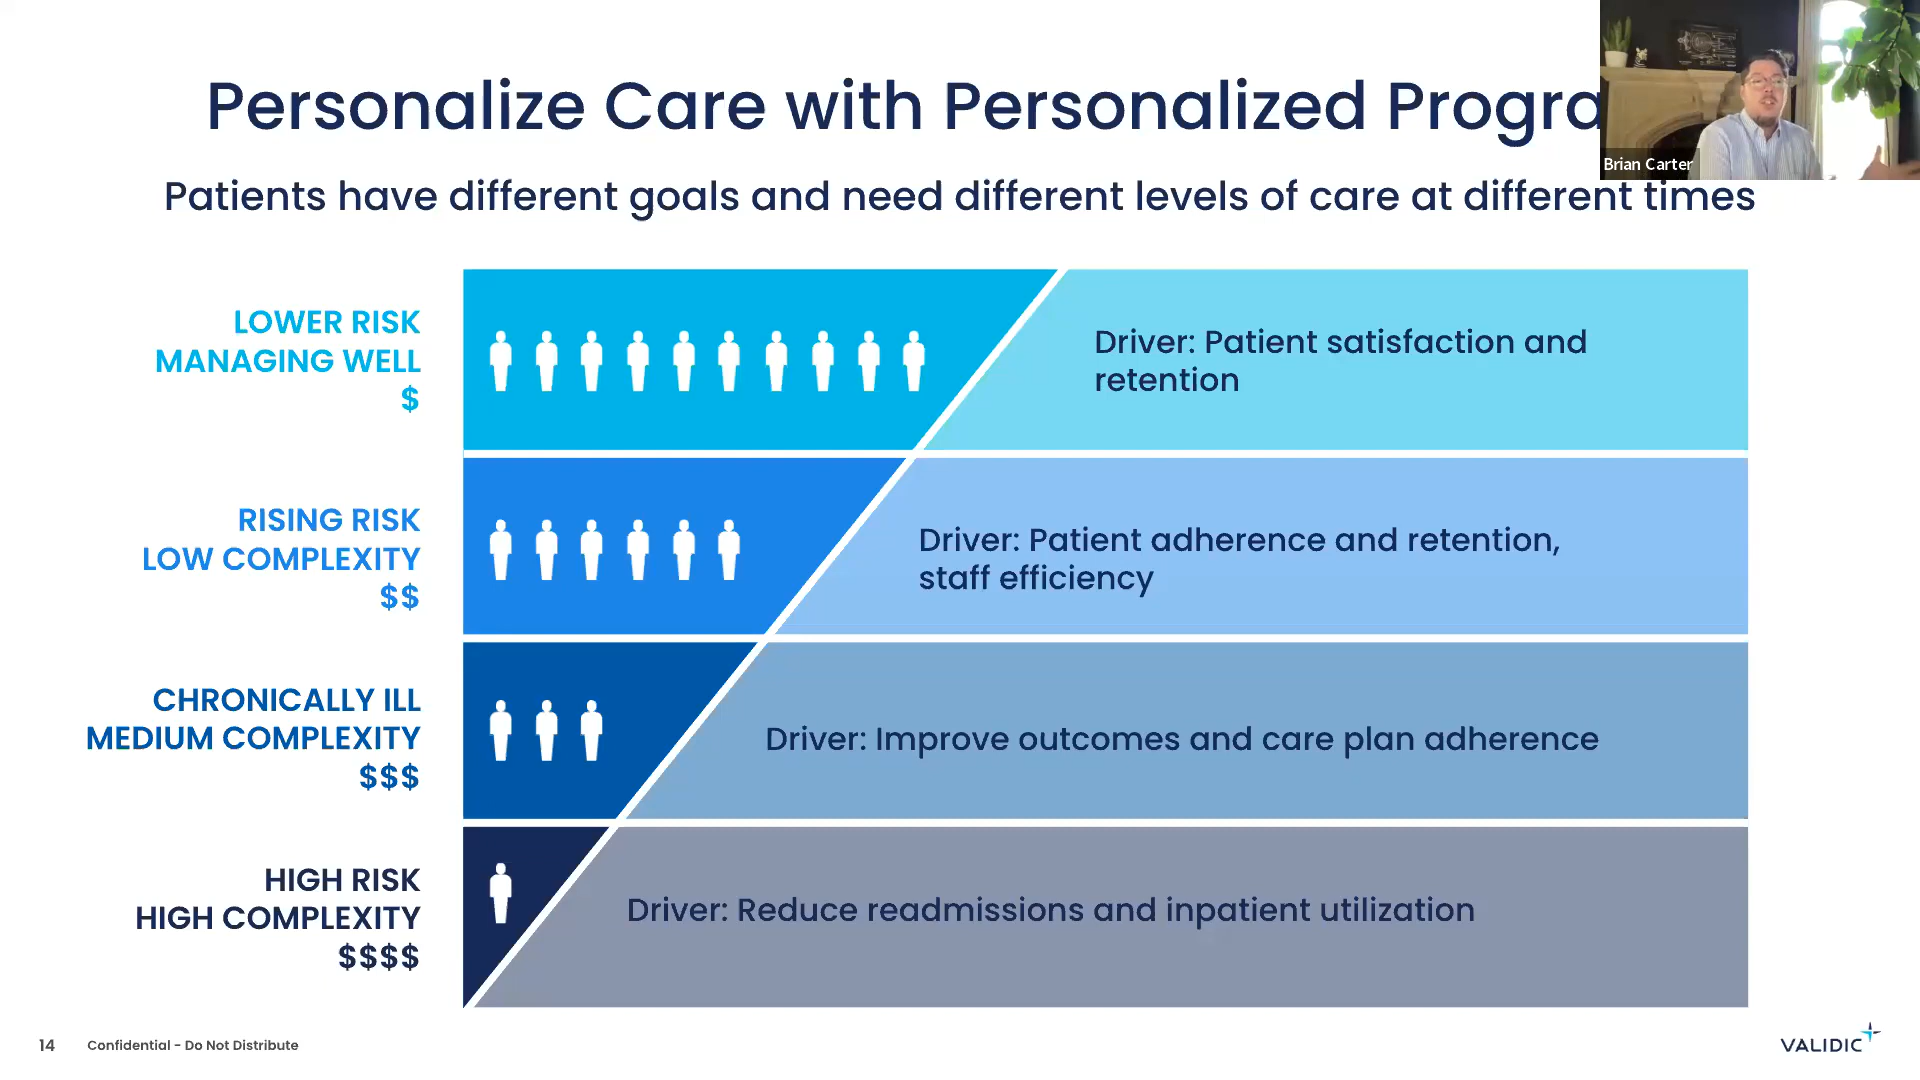 Personalize Care with Personalized Progra
Brian Carter
Patients have different goals and need different levels of care at different times
LOWER RISK
MANAGING WELL
$
Driver: Patient satisfaction and
retention
RISING RISK
LOW COMPLEXITY
$$
Driver: Patient adherence and retention,
staff efficiency
CHRONICALLY ILL
MEDIUM COMPLEXITY
$$$
Driver: Improve outcomes and care plan adherence
HIGH RISK
HIGH COMPLEXITY
$$$$
Driver: Reduce readmissions and inpatient utilization
14 Confidential - Do Not Distribute
VALIDIC